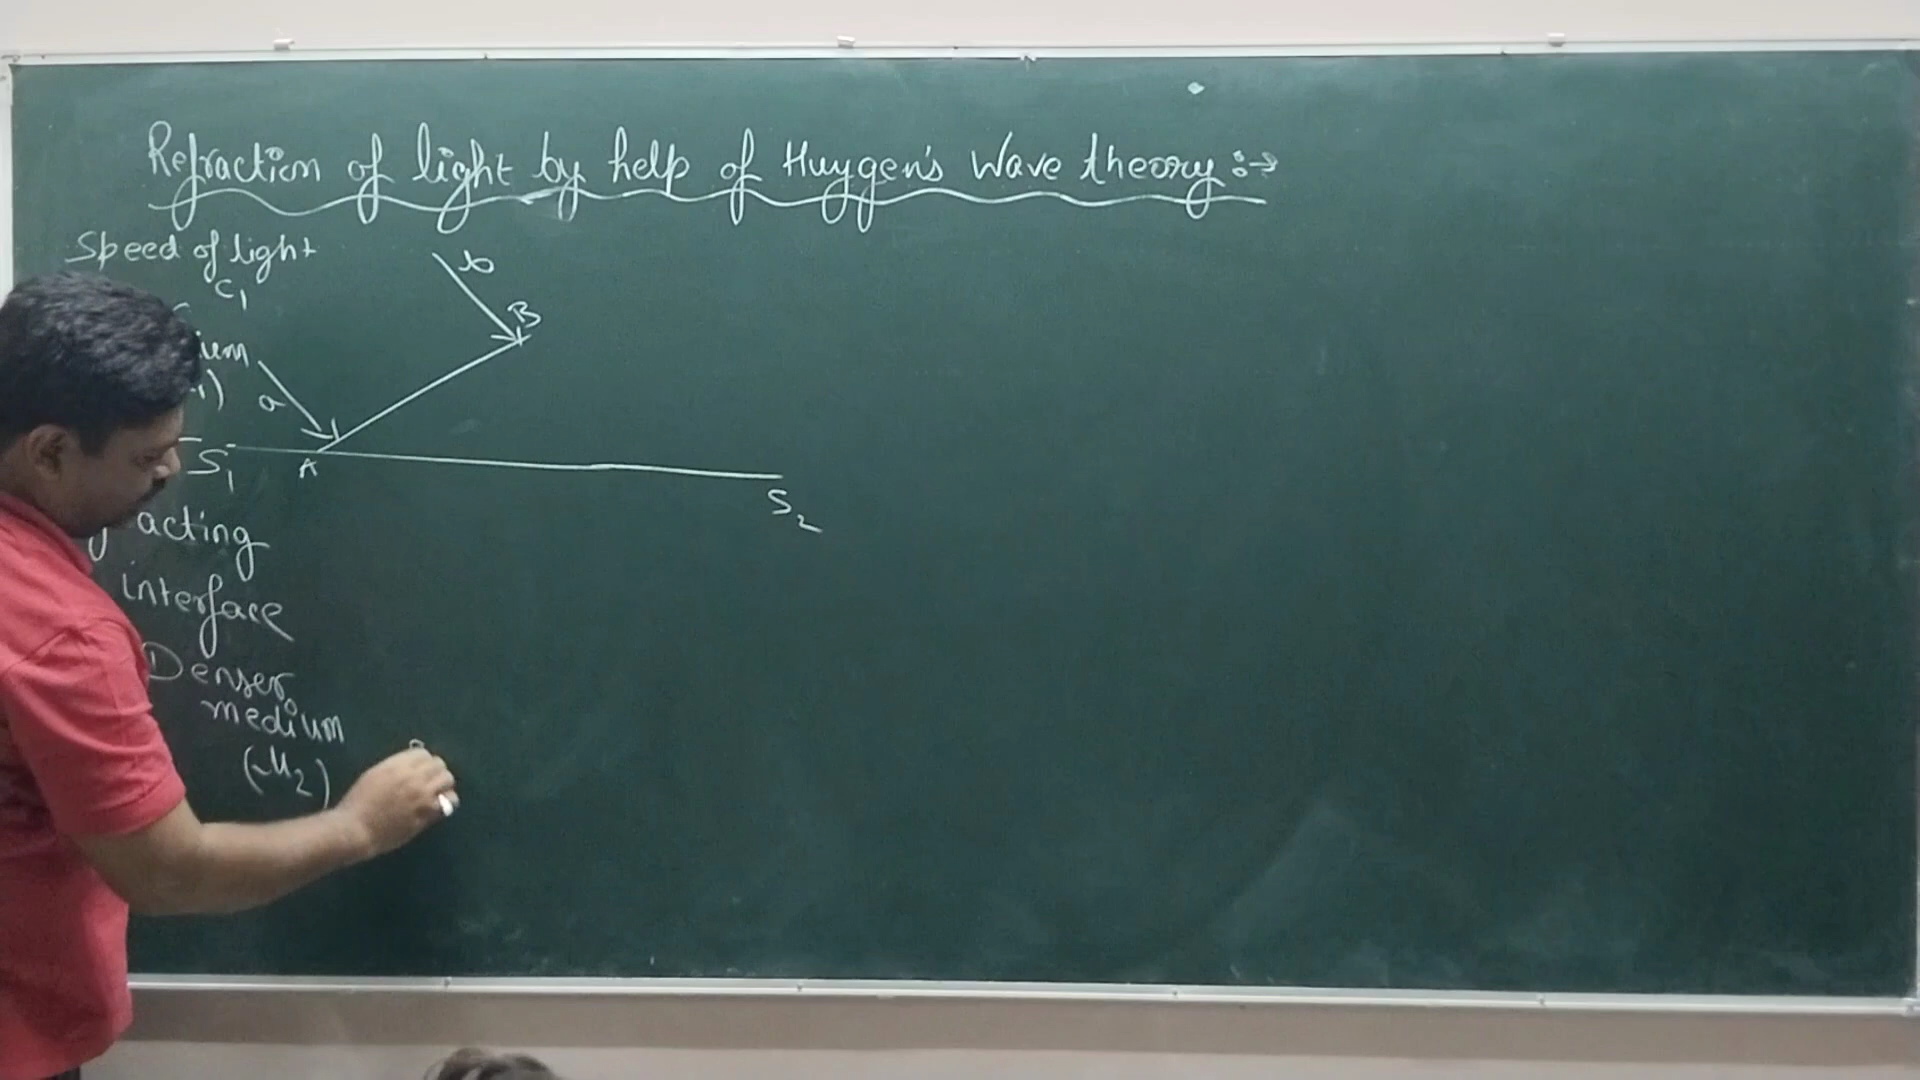 Refraction of light by help of Huygen's Wave theory :→
Speed of light
C₁
b
B
a
S₁
A
S₂
acting
interface
Denser
medium
(μ₂)